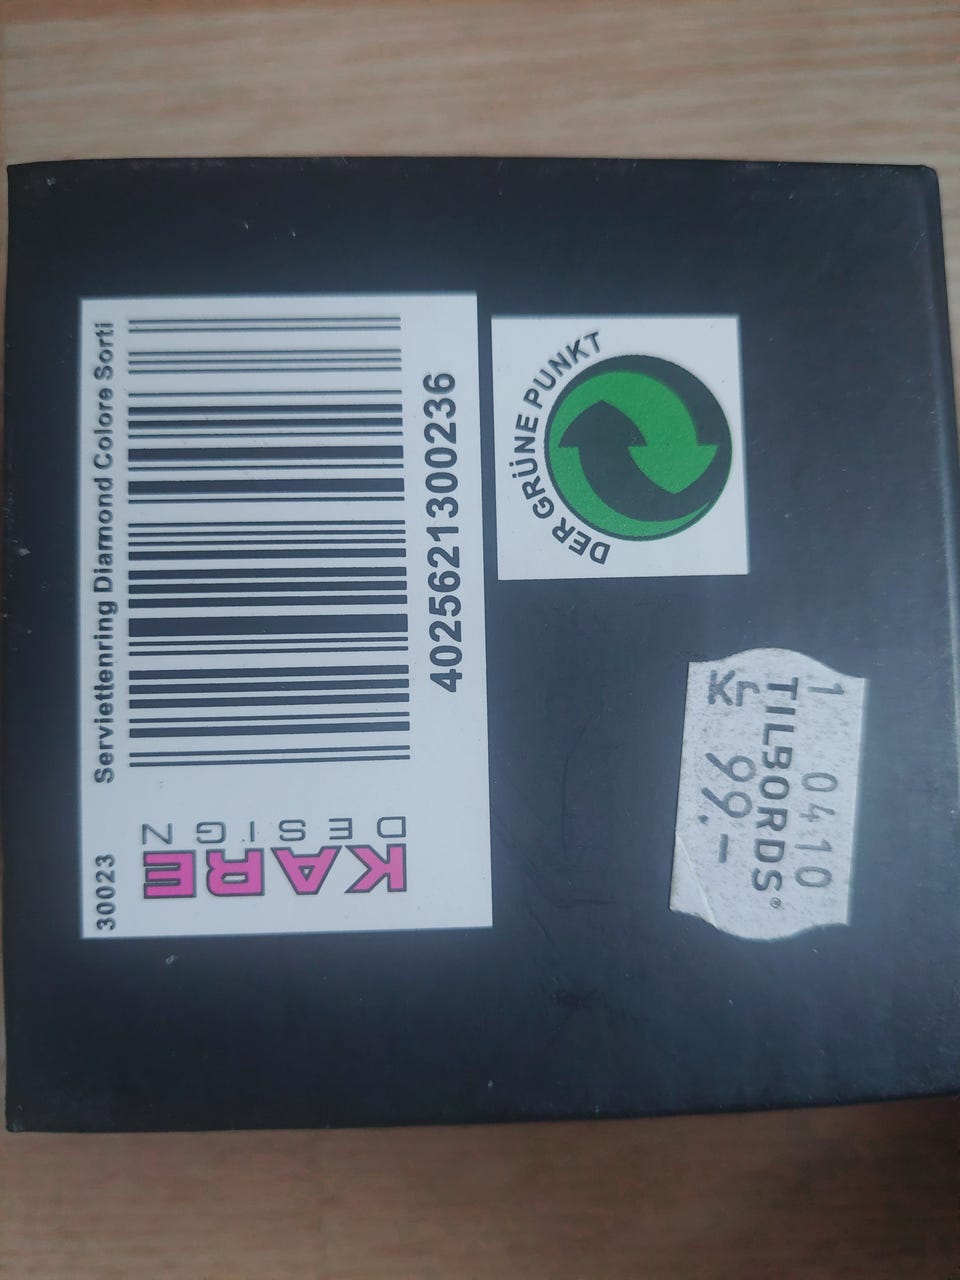 30023 Serviettenring Diamond Colore Sorti
4025621300236
KARE
DESIGN
DER GRÜNE PUNKT
1 0410
TILBORDS®
Kr 99.-